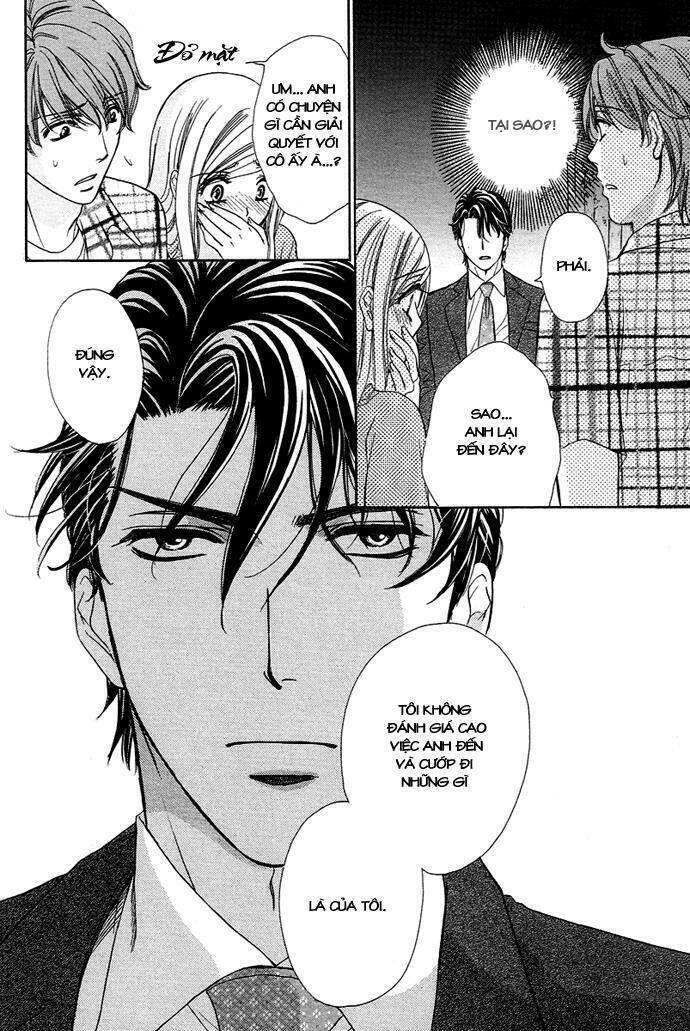 TẠI SAO?!
PHẢI.
SAO...
ANH LẠI
ĐẾN ĐÂY?
Đỏ mặt
ƯM... ANH
CÓ CHUYỆN
GÌ CẦN GIẢI
QUYẾT VỚI
CÔ ẤY À...?
ĐÚNG
VẬY.
TÔI KHÔNG
ĐÁNH GIÁ CAO
VIỆC ANH ĐẾN
VÀ CƯỚP ĐI
NHỮNG GÌ
LÀ CỦA TÔI.